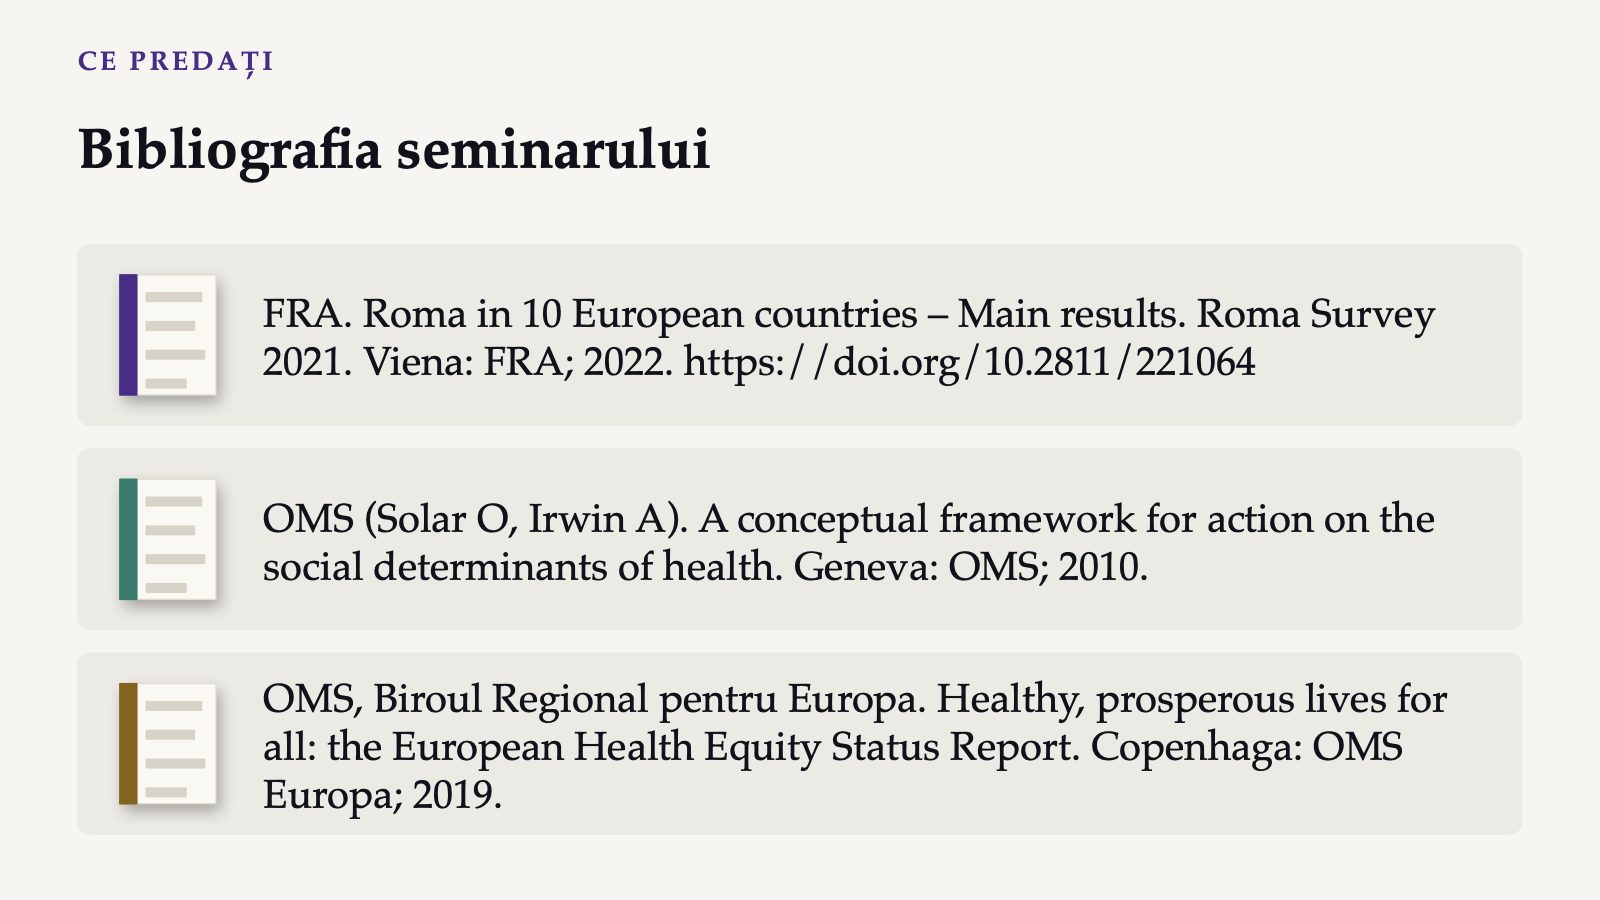 CE PREDAȚI
Bibliografia seminarului
FRA. Roma in 10 European countries – Main results. Roma Survey
2021. Viena: FRA; 2022. https://doi.org/10.2811/221064
OMS (Solar O, Irwin A). A conceptual framework for action on the
social determinants of health. Geneva: OMS; 2010.
OMS, Biroul Regional pentru Europa. Healthy, prosperous lives for
all: the European Health Equity Status Report. Copenhaga: OMS
Europa; 2019.